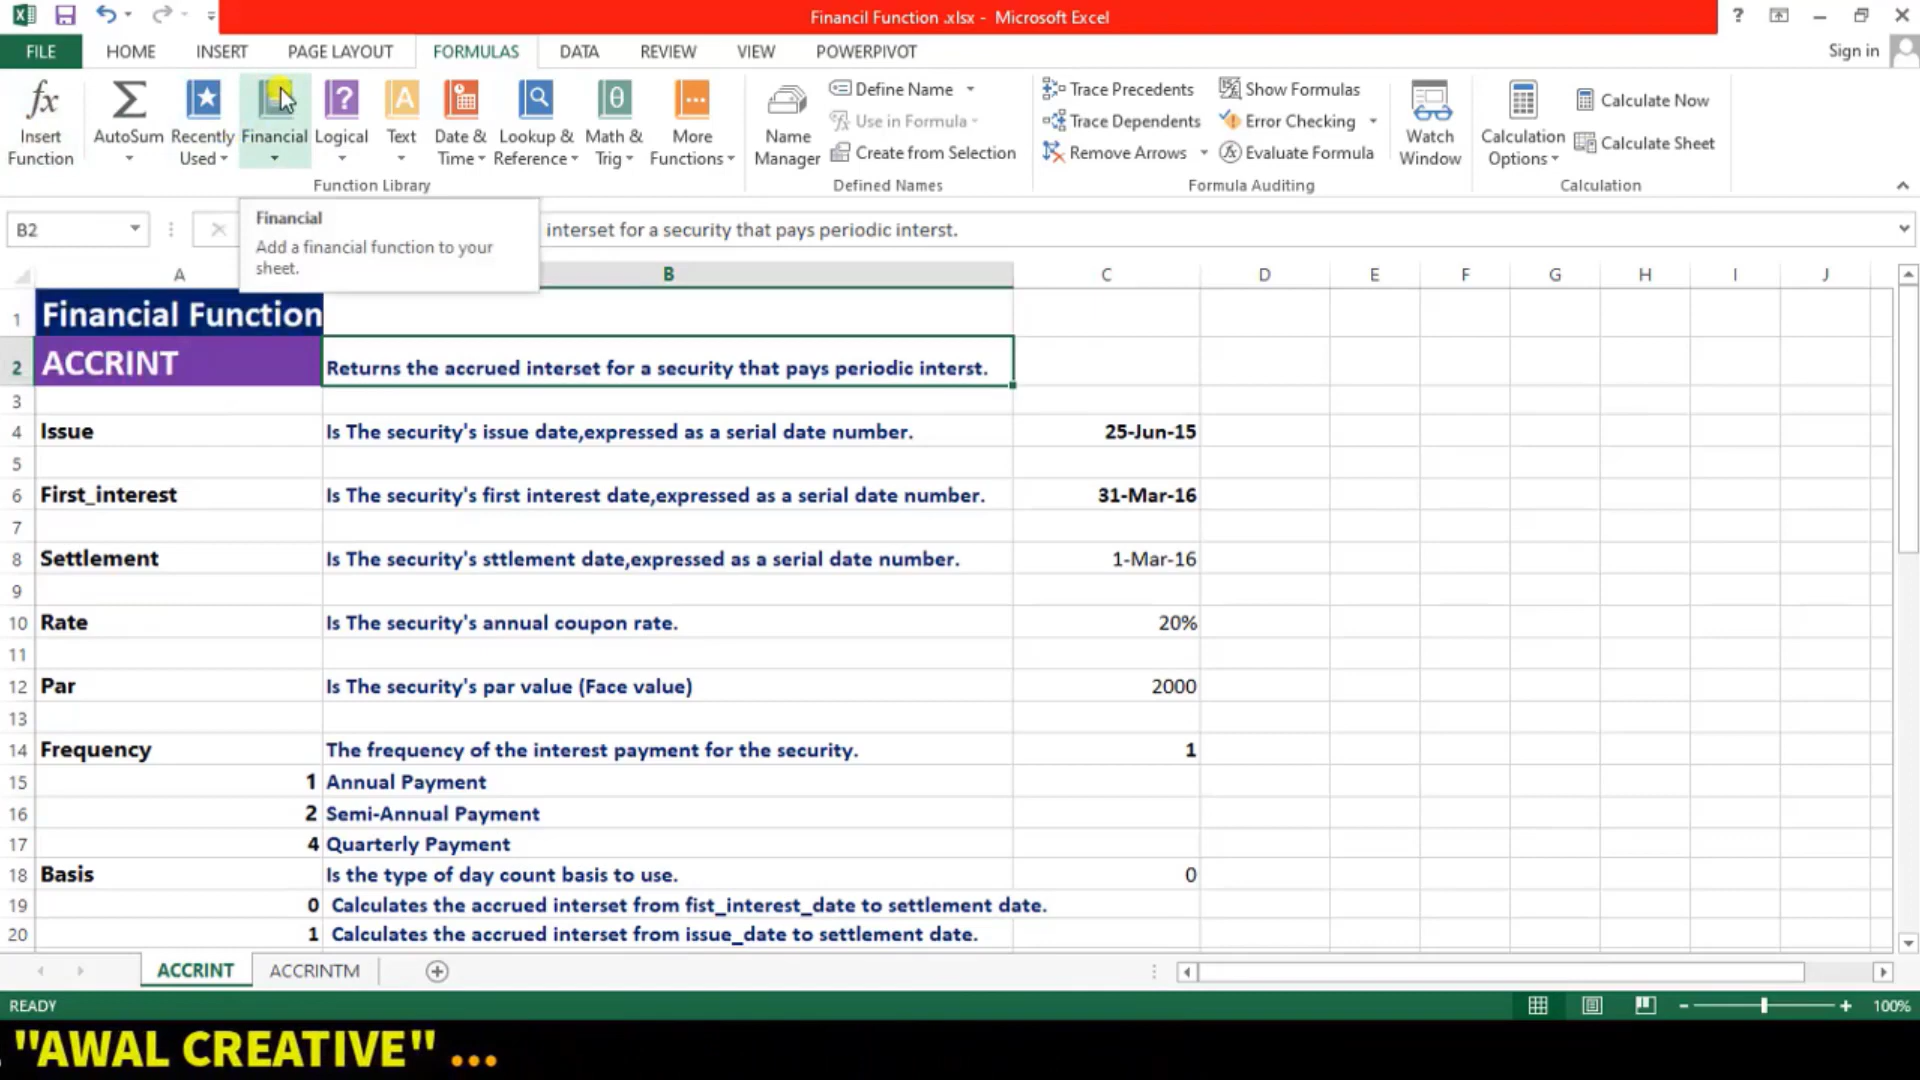 Financil Function .xlsx - Microsoft Excel
FILE HOME INSERT PAGE LAYOUT FORMULAS DATA REVIEW VIEW POWERPIVOT Sign in
Insert Function
AutoSum
Recently Used
Financial
Logical
Text
Date & Time
Lookup & Reference
Math & Trig
More Functions
Function Library
Name Manager
Define Name
Use in Formula
Create from Selection
Defined Names
Trace Precedents
Trace Dependents
Remove Arrows
Show Formulas
Error Checking
Evaluate Formula
Formula Auditing
Watch Window
Calculation Options
Calculate Now
Calculate Sheet
Calculation
B2
interset for a security that pays periodic interst.
Financial
Add a financial function to your
sheet.
A B C D E F G H I J
1 Financial Function
2 ACCRINT Returns the accrued interset for a security that pays periodic interst.
3
4 Issue Is The security's issue date,expressed as a serial date number. 25-Jun-15
5
6 First_interest Is The security's first interest date,expressed as a serial date number. 31-Mar-16
7
8 Settlement Is The security's sttlement date,expressed as a serial date number. 1-Mar-16
9
10 Rate Is The security's annual coupon rate. 20%
11
12 Par Is The security's par value (Face value) 2000
13
14 Frequency The frequency of the interest payment for the security. 1
15 1 Annual Payment
16 2 Semi-Annual Payment
17 4 Quarterly Payment
18 Basis Is the type of day count basis to use. 0
19 0 Calculates the accrued interset from fist_interest_date to settlement date.
20 1 Calculates the accrued interset from issue_date to settlement date.
ACCRINT ACCRINTM
READY 100%
"AWAL CREATIVE" ...